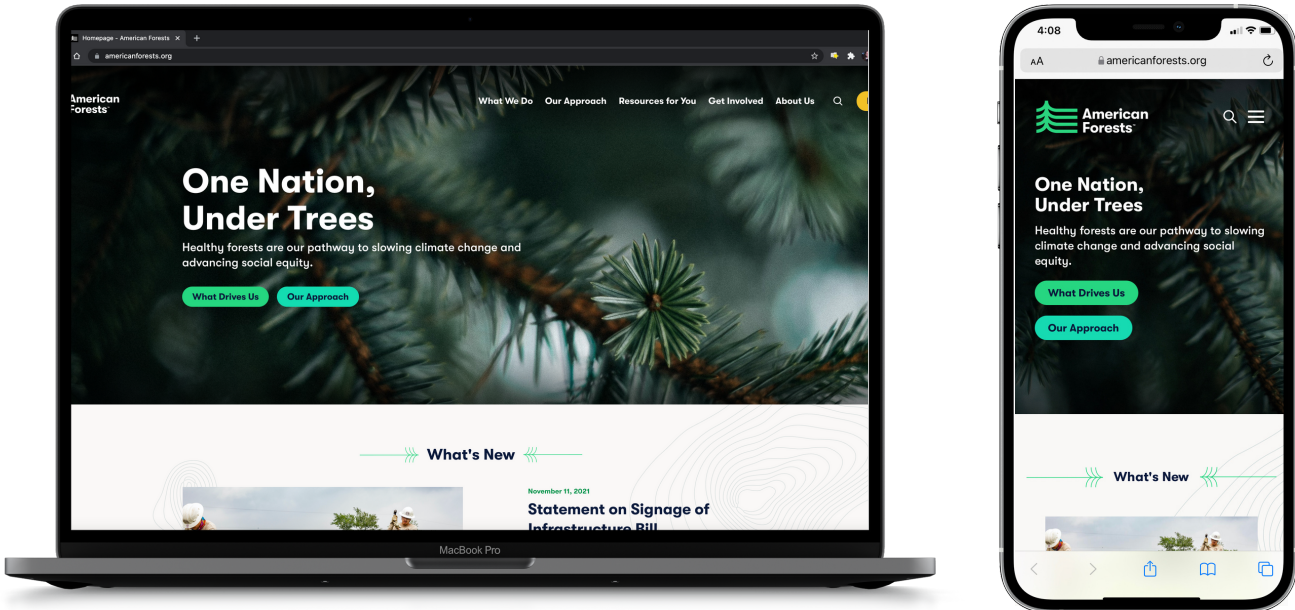 Homepage - American Forests
americanforests.org
American
Forests
What We Do Our Approach Resources for You Get Involved About Us
One Nation,
Under Trees
Healthy forests are our pathway to slowing climate change and
advancing social equity.
What Drives Us Our Approach
What's New
November 11, 2021
Statement on Signage of
Infrastructure Bill
MacBook Pro
4:08
AA americanforests.org
American
Forests
One Nation,
Under Trees
Healthy forests are our pathway to slowing
climate change and advancing social
equity.
What Drives Us
Our Approach
What's New